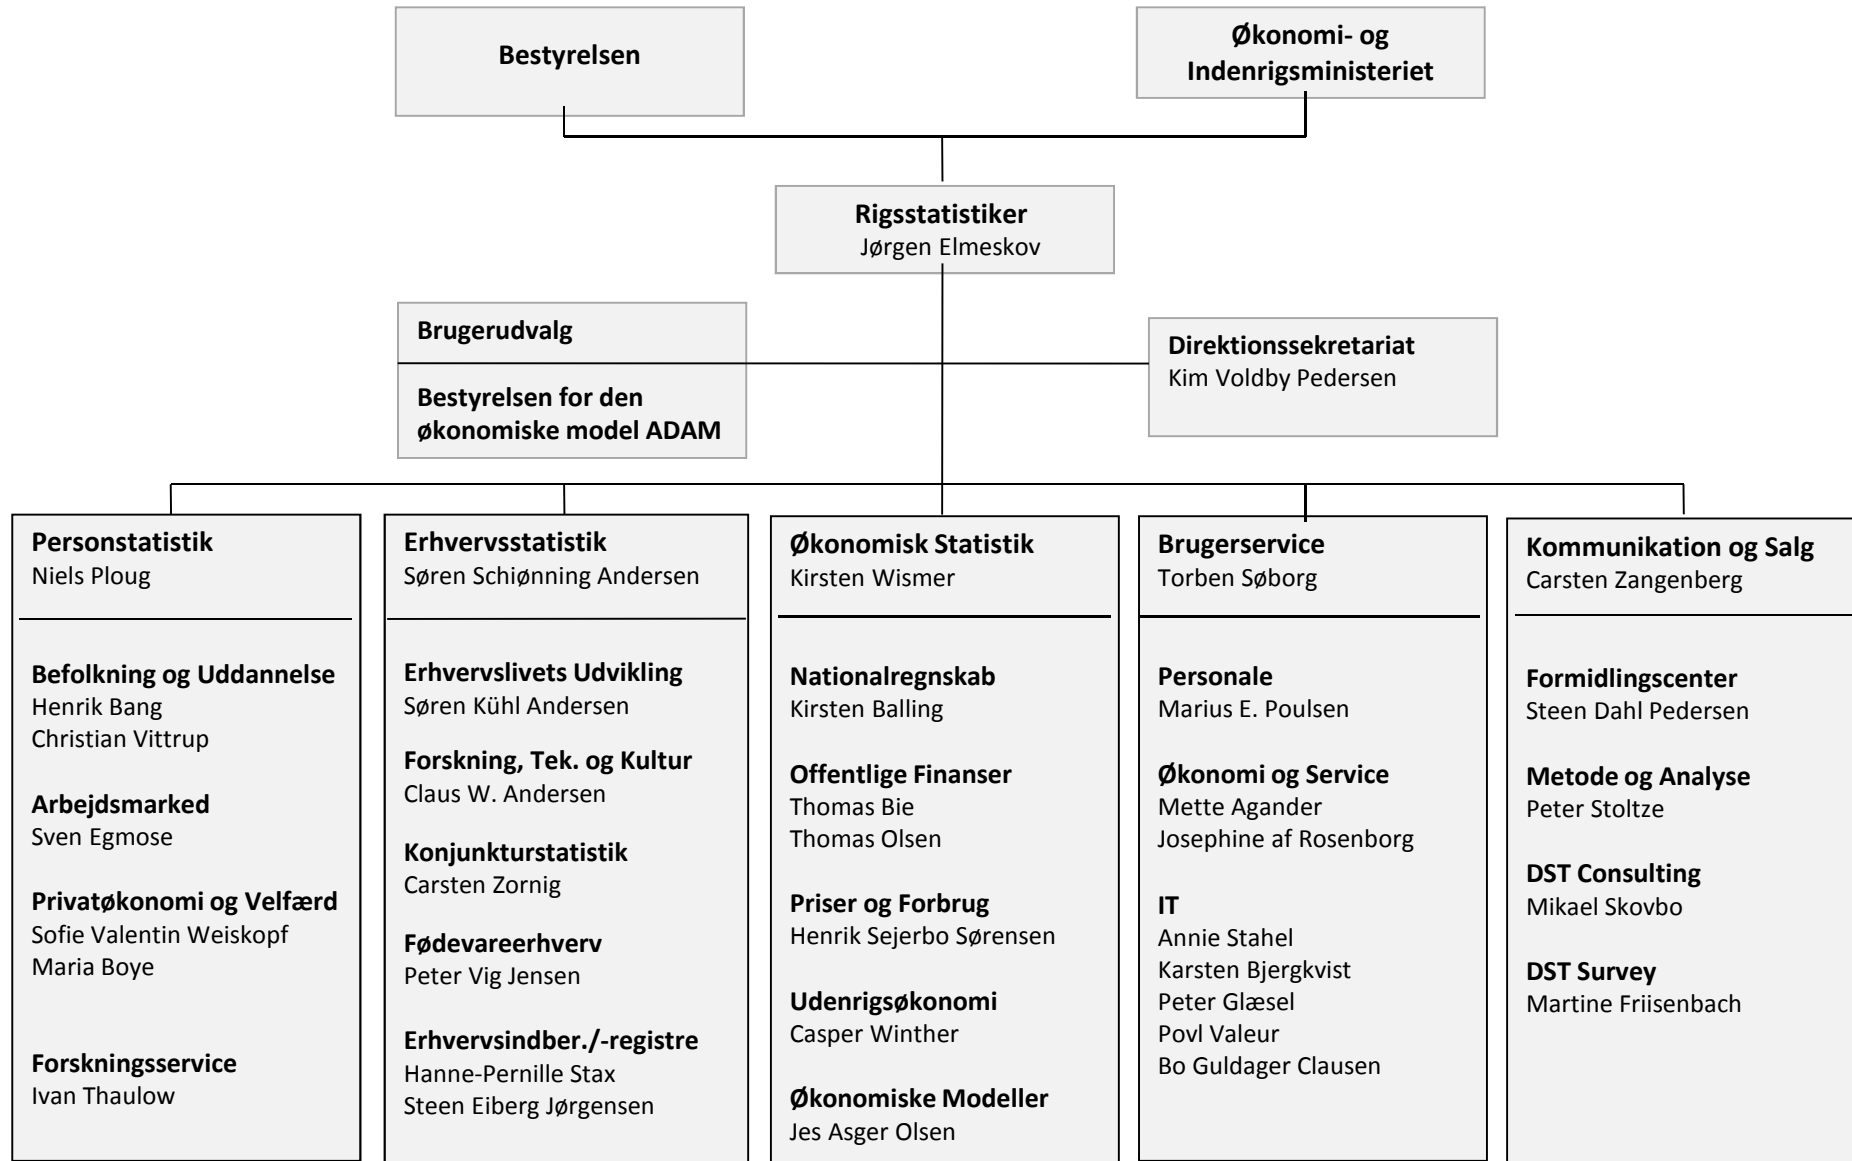 Bestyrelsen
Økonomi- og
Indenrigsministeriet
Rigsstatistiker
Jørgen Elmeskov
Brugerudvalg
Bestyrelsen for den
økonomiske model ADAM
Direktionssekretariat
Kim Voldby Pedersen
Personstatistik
Niels Ploug
Befolkning og Uddannelse
Henrik Bang
Christian Vittrup
Arbejdsmarked
Sven Egmose
Privatøkonomi og Velfærd
Sofie Valentin Weiskopf
Maria Boye
Forskningsservice
Ivan Thaulow
Erhvervsstatistik
Søren Schiønning Andersen
Erhvervslivets Udvikling
Søren Kühl Andersen
Forskning, Tek. og Kultur
Claus W. Andersen
Konjunkturstatistik
Carsten Zornig
Fødevareerhverv
Peter Vig Jensen
Erhvervsindber./-registre
Hanne-Pernille Stax
Steen Eiberg Jørgensen
Økonomisk Statistik
Kirsten Wismer
Nationalregnskab
Kirsten Balling
Offentlige Finanser
Thomas Bie
Thomas Olsen
Priser og Forbrug
Henrik Sejerbo Sørensen
Udenrigsøkonomi
Casper Winther
Økonomiske Modeller
Jes Asger Olsen
Brugerservice
Torben Søborg
Personale
Marius E. Poulsen
Økonomi og Service
Mette Agander
Josephine af Rosenborg
IT
Annie Stahel
Karsten Bjergkvist
Peter Glæsel
Povl Valeur
Bo Guldager Clausen
Kommunikation og Salg
Carsten Zangenberg
Formidlingscenter
Steen Dahl Pedersen
Metode og Analyse
Peter Stoltze
DST Consulting
Mikael Skovbo
DST Survey
Martine Friisenbach